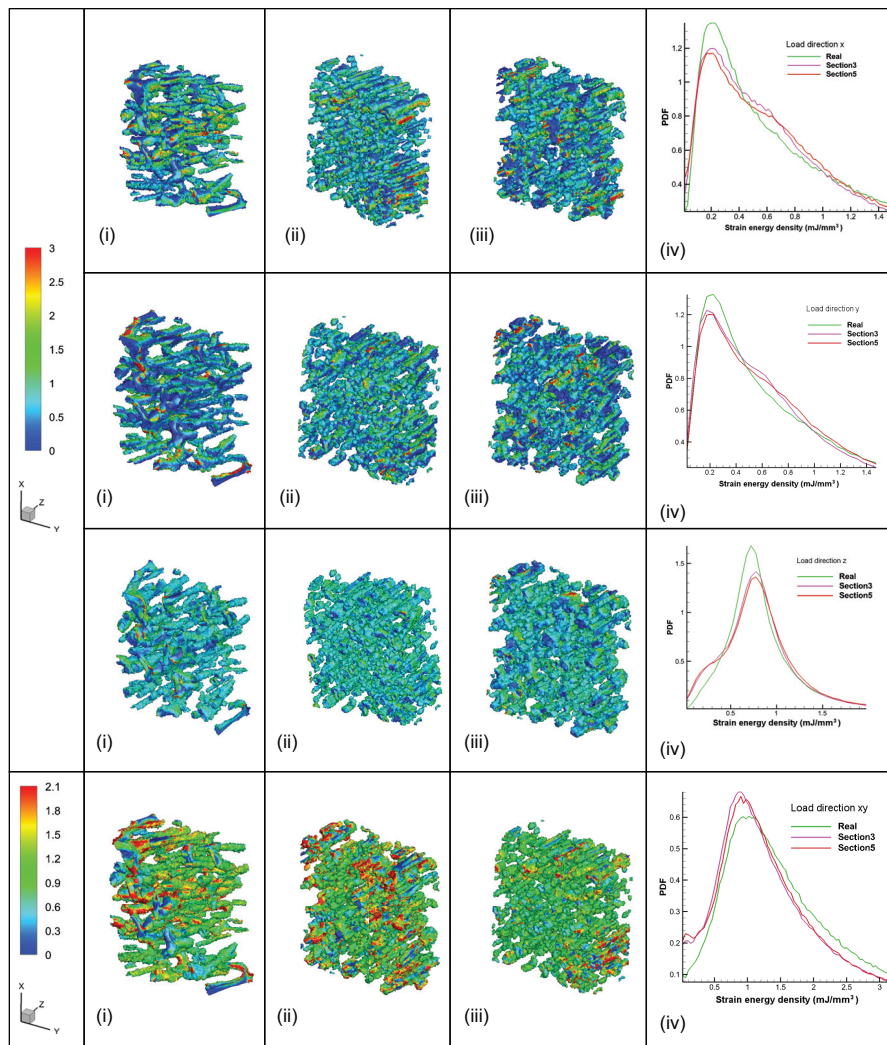 3
2.5
2
1.5
1
0.5
0
X
Z
Y
(i)
(ii)
(iii)
Load direction x
Real
Section3
Section5
PDF
1.2
1
0.8
0.6
0.4
0.2 0.4 0.6 0.8 1 1.2 1.4
Strain energy density (mJ/mm³)
(iv)
(i)
(ii)
(iii)
Load direction y
Real
Section3
Section5
PDF
1.2
1
0.8
0.6
0.4
0.2 0.4 0.6 0.8 1 1.2 1.4
Strain energy density (mJ/mm³)
(iv)
(i)
(ii)
(iii)
Load direction z
Real
Section3
Section5
PDF
1.5
1
0.5
0.5 1 1.5
Strain energy density (mJ/mm³)
(iv)
2.1
1.8
1.5
1.2
0.9
0.6
0.3
0
X
Z
Y
(i)
(ii)
(iii)
Load direction xy
Real
Section3
Section5
PDF
0.6
0.5
0.4
0.3
0.2
0.1
0.5 1 1.5 2 2.5 3
Strain energy density (mJ/mm³)
(iv)